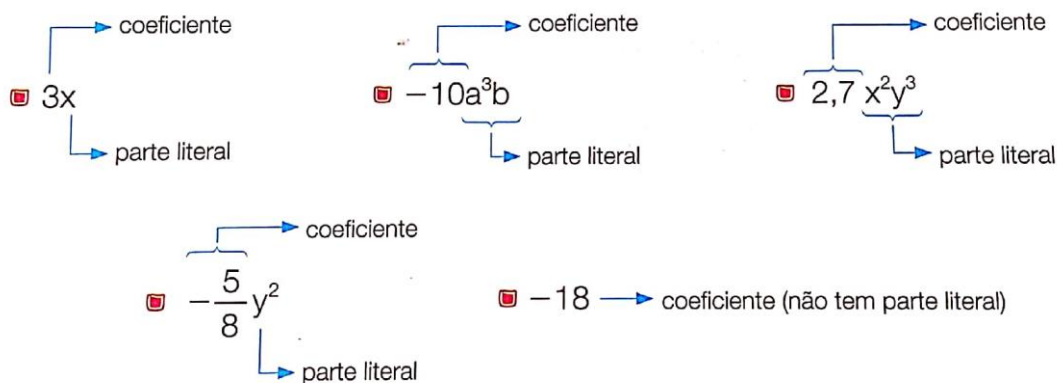 coeficiente
3x
parte literal
coeficiente
−10a³b
parte literal
coeficiente
2,7 x²y³
parte literal
coeficiente
−5/8 y²
parte literal
−18 coeficiente (não tem parte literal)